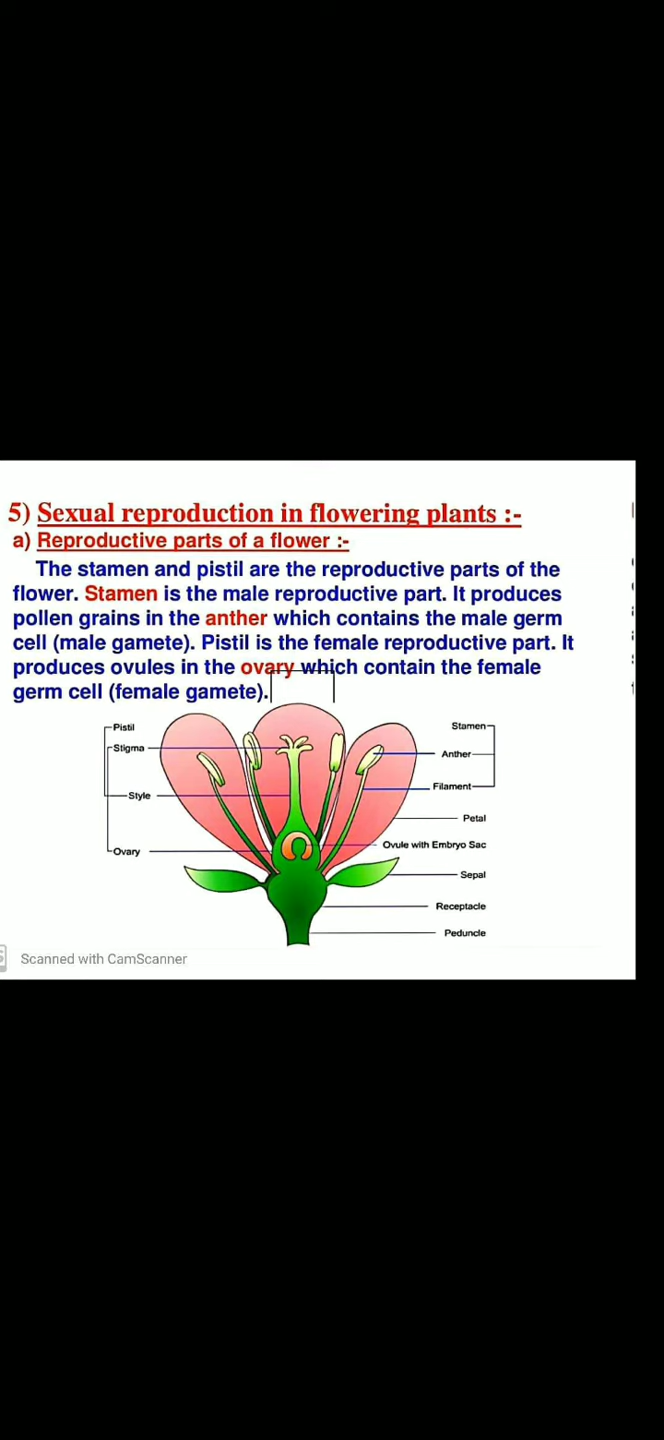 5) Sexual reproduction in flowering plants :-
a) Reproductive parts of a flower :-
The stamen and pistil are the reproductive parts of the
flower. Stamen is the male reproductive part. It produces
pollen grains in the anther which contains the male germ
cell (male gamete). Pistil is the female reproductive part. It
produces ovules in the ovary which contain the female
germ cell (female gamete).
Pistil
Stigma
Style
Ovary
Stamen
Anther
Filament
Petal
Ovule with Embryo Sac
Sepal
Receptacle
Peduncle
Scanned with CamScanner